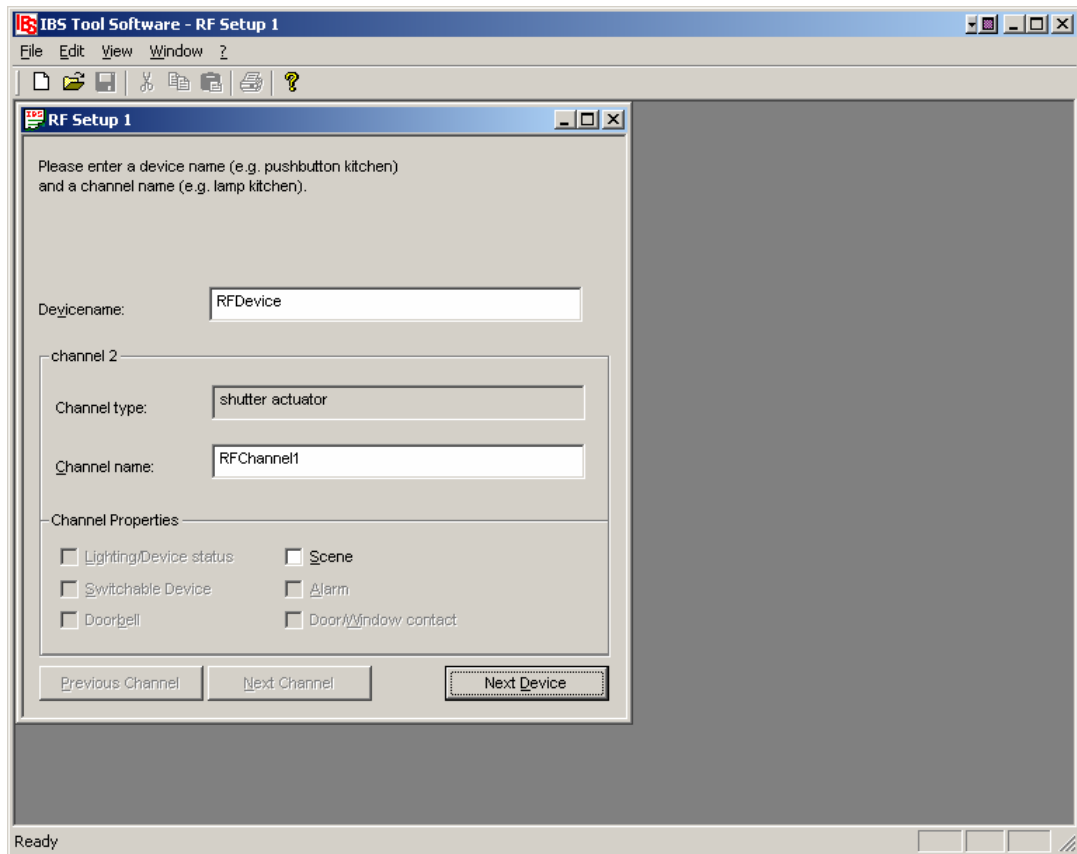 IBS Tool Software - RF Setup 1
File Edit View Window ?
RF Setup 1
Please enter a device name (e.g. pushbutton kitchen)
and a channel name (e.g. lamp kitchen).
Devicename: RFDevice
channel 2
Channel type: shutter actuator
Channel name: RFChannel1
Channel Properties
Lighting/Device status Scene
Switchable Device Alarm
Doorbell Door/Window contact
Previous Channel Next Channel Next Device
Ready